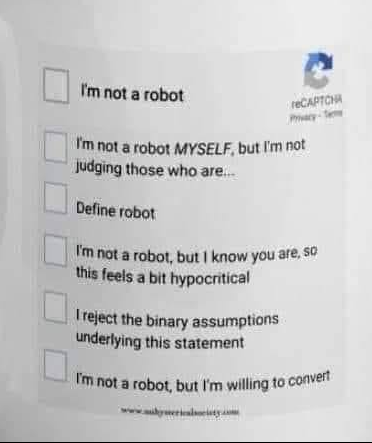 I'm not a robot
reCAPTCHA
Privacy - Terms
I'm not a robot MYSELF, but I'm not
judging those who are...
Define robot
I'm not a robot, but I know you are, so
this feels a bit hypocritical
I reject the binary assumptions
underlying this statement
I'm not a robot, but I'm willing to convert